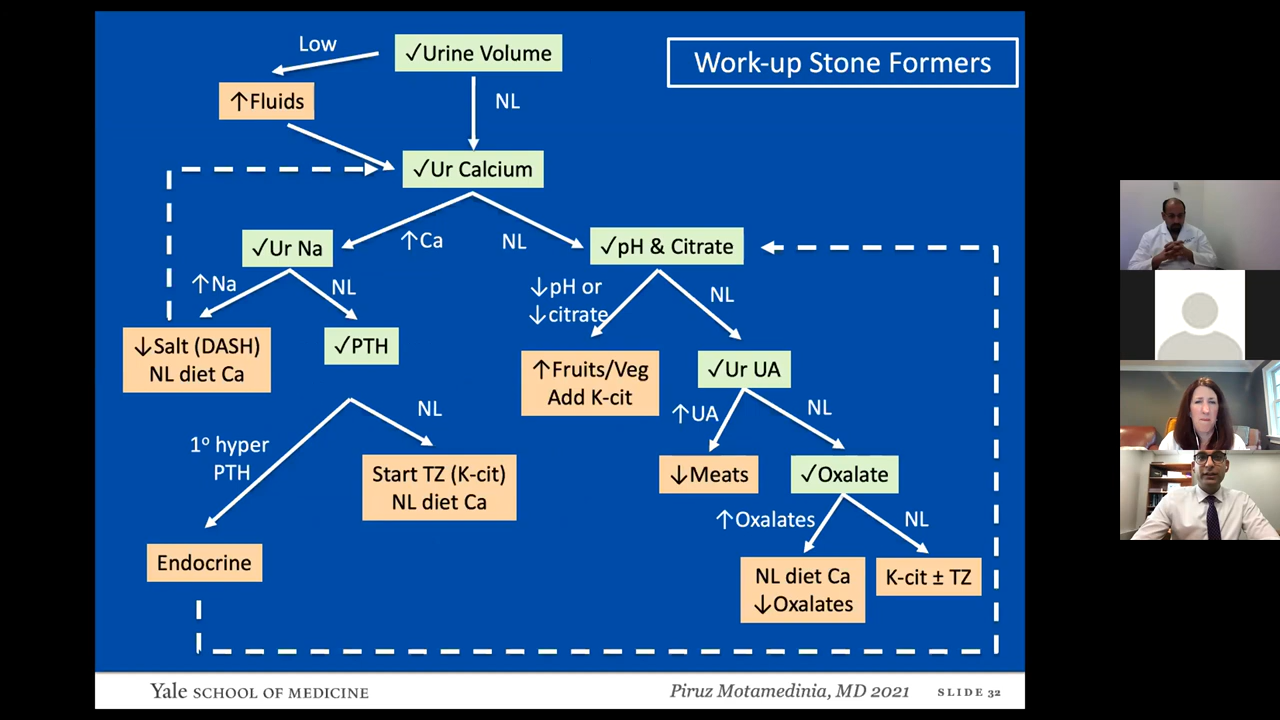 Low
✓Urine Volume
Work-up Stone Formers
↑Fluids
NL
✓Ur Calcium
✓Ur Na
↑Ca
NL
✓pH & Citrate
↑Na
NL
↓pH or
↓citrate
NL
↓Salt (DASH)
NL diet Ca
✓PTH
↑Fruits/Veg
Add K-cit
✓Ur UA
1º hyper
PTH
NL
↑UA
NL
Start TZ (K-cit)
NL diet Ca
↓Meats
✓Oxalate
↑Oxalates
NL
Endocrine
NL diet Ca
↓Oxalates
K-cit ± TZ
Yale SCHOOL OF MEDICINE
Piruz Motamedinia, MD 2021
SLIDE 32